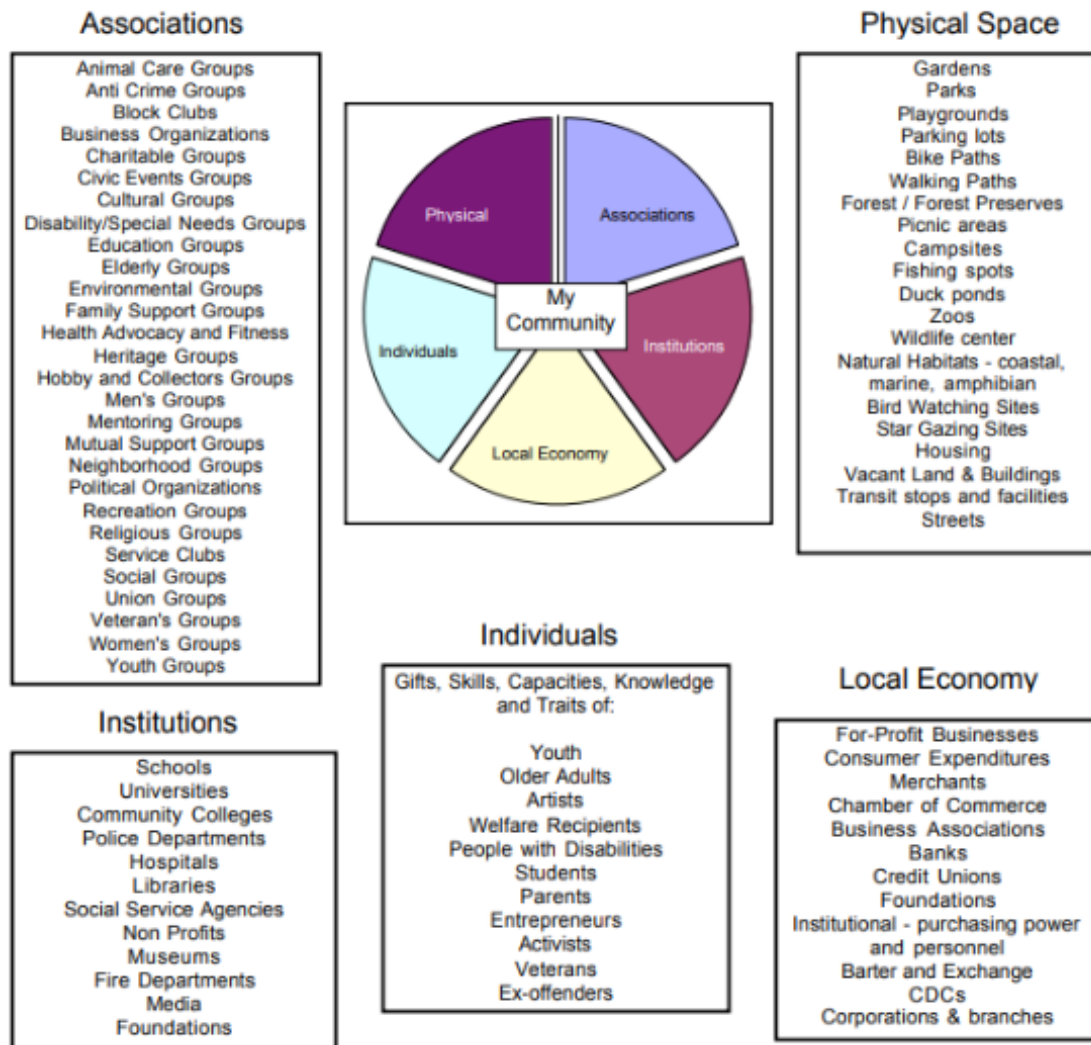 Associations
Animal Care Groups
Anti Crime Groups
Block Clubs
Business Organizations
Charitable Groups
Civic Events Groups
Cultural Groups
Disability/Special Needs Groups
Education Groups
Elderly Groups
Environmental Groups
Family Support Groups
Health Advocacy and Fitness
Heritage Groups
Hobby and Collectors Groups
Men's Groups
Mentoring Groups
Mutual Support Groups
Neighborhood Groups
Political Organizations
Recreation Groups
Religious Groups
Service Clubs
Social Groups
Union Groups
Veteran's Groups
Women's Groups
Youth Groups
Physical
Associations
My
Community
Individuals
Institutions
Local Economy
Physical Space
Gardens
Parks
Playgrounds
Parking lots
Bike Paths
Walking Paths
Forest / Forest Preserves
Picnic areas
Campsites
Fishing spots
Duck ponds
Zoos
Wildlife center
Natural Habitats - coastal,
marine, amphibian
Bird Watching Sites
Star Gazing Sites
Housing
Vacant Land & Buildings
Transit stops and facilities
Streets
Institutions
Schools
Universities
Community Colleges
Police Departments
Hospitals
Libraries
Social Service Agencies
Non Profits
Museums
Fire Departments
Media
Foundations
Individuals
Gifts, Skills, Capacities, Knowledge
and Traits of:
Youth
Older Adults
Artists
Welfare Recipients
People with Disabilities
Students
Parents
Entrepreneurs
Activists
Veterans
Ex-offenders
Local Economy
For-Profit Businesses
Consumer Expenditures
Merchants
Chamber of Commerce
Business Associations
Banks
Credit Unions
Foundations
Institutional - purchasing power
and personnel
Barter and Exchange
CDCs
Corporations & branches